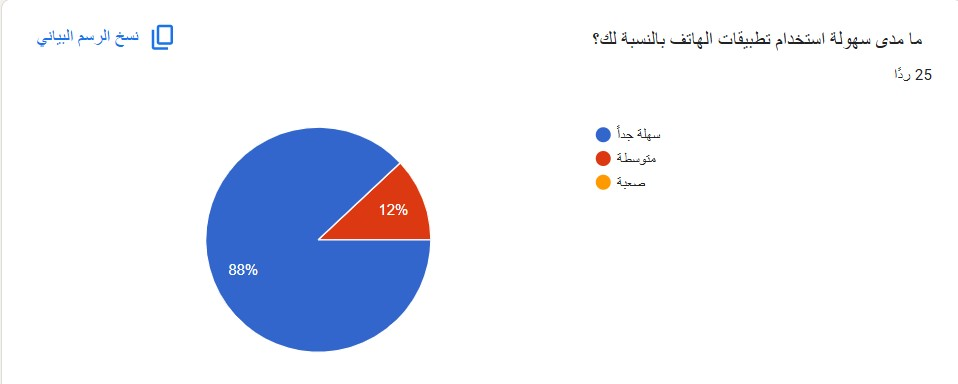 ما مدى سهولة استخدام تطبيقات الهاتف بالنسبة لك؟
نسخ الرسم البياني
25 ردًا
سهلة جداً
متوسطة
صعبة
12%
88%